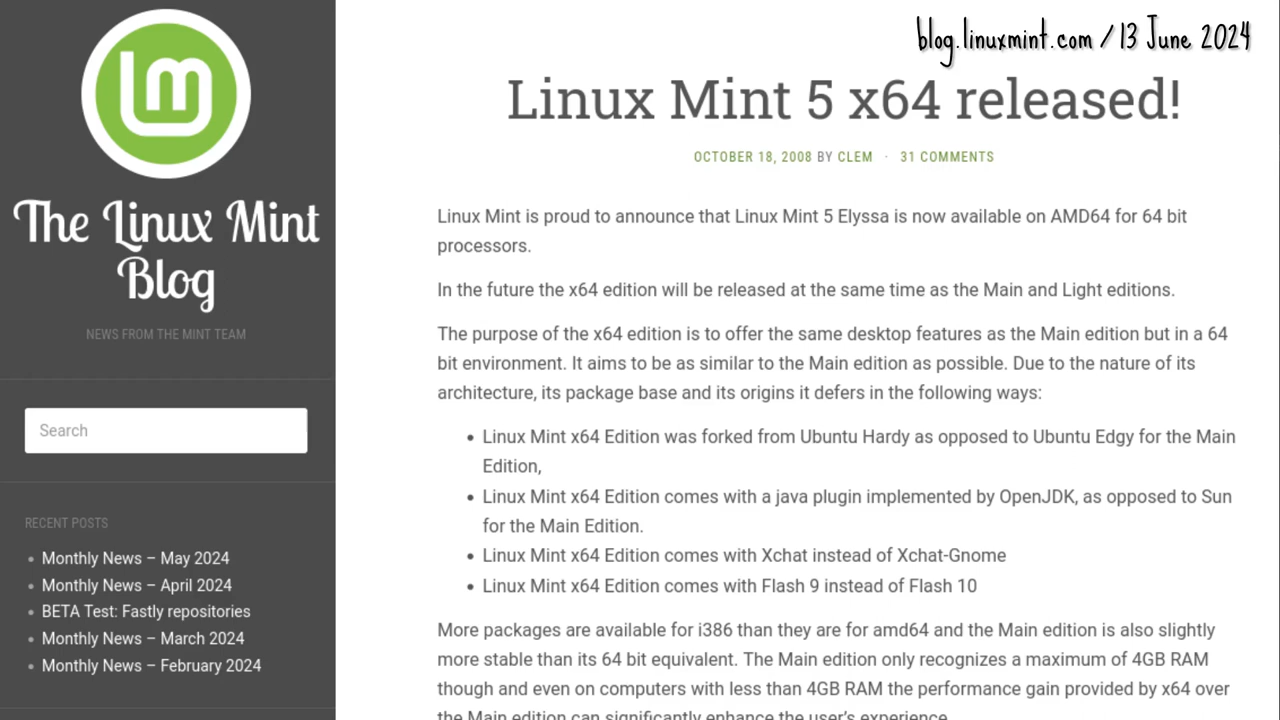 lm
The Linux Mint
Blog
NEWS FROM THE MINT TEAM
Search
RECENT POSTS
Monthly News – May 2024
Monthly News – April 2024
BETA Test: Fastly repositories
Monthly News – March 2024
Monthly News – February 2024
blog.linuxmint.com / 13 June 2024
Linux Mint 5 x64 released!
OCTOBER 18, 2008 BY CLEM · 31 COMMENTS
Linux Mint is proud to announce that Linux Mint 5 Elyssa is now available on AMD64 for 64 bit
processors.
In the future the x64 edition will be released at the same time as the Main and Light editions.
The purpose of the x64 edition is to offer the same desktop features as the Main edition but in a 64
bit environment. It aims to be as similar to the Main edition as possible. Due to the nature of its
architecture, its package base and its origins it defers in the following ways:
• Linux Mint x64 Edition was forked from Ubuntu Hardy as opposed to Ubuntu Edgy for the Main
Edition,
• Linux Mint x64 Edition comes with a java plugin implemented by OpenJDK, as opposed to Sun
for the Main Edition.
• Linux Mint x64 Edition comes with Xchat instead of Xchat-Gnome
• Linux Mint x64 Edition comes with Flash 9 instead of Flash 10
More packages are available for i386 than they are for amd64 and the Main edition is also slightly
more stable than its 64 bit equivalent. The Main edition only recognizes a maximum of 4GB RAM
though and even on computers with less than 4GB RAM the performance gain provided by x64 over
the Main edition can significantly enhance the user's experience.